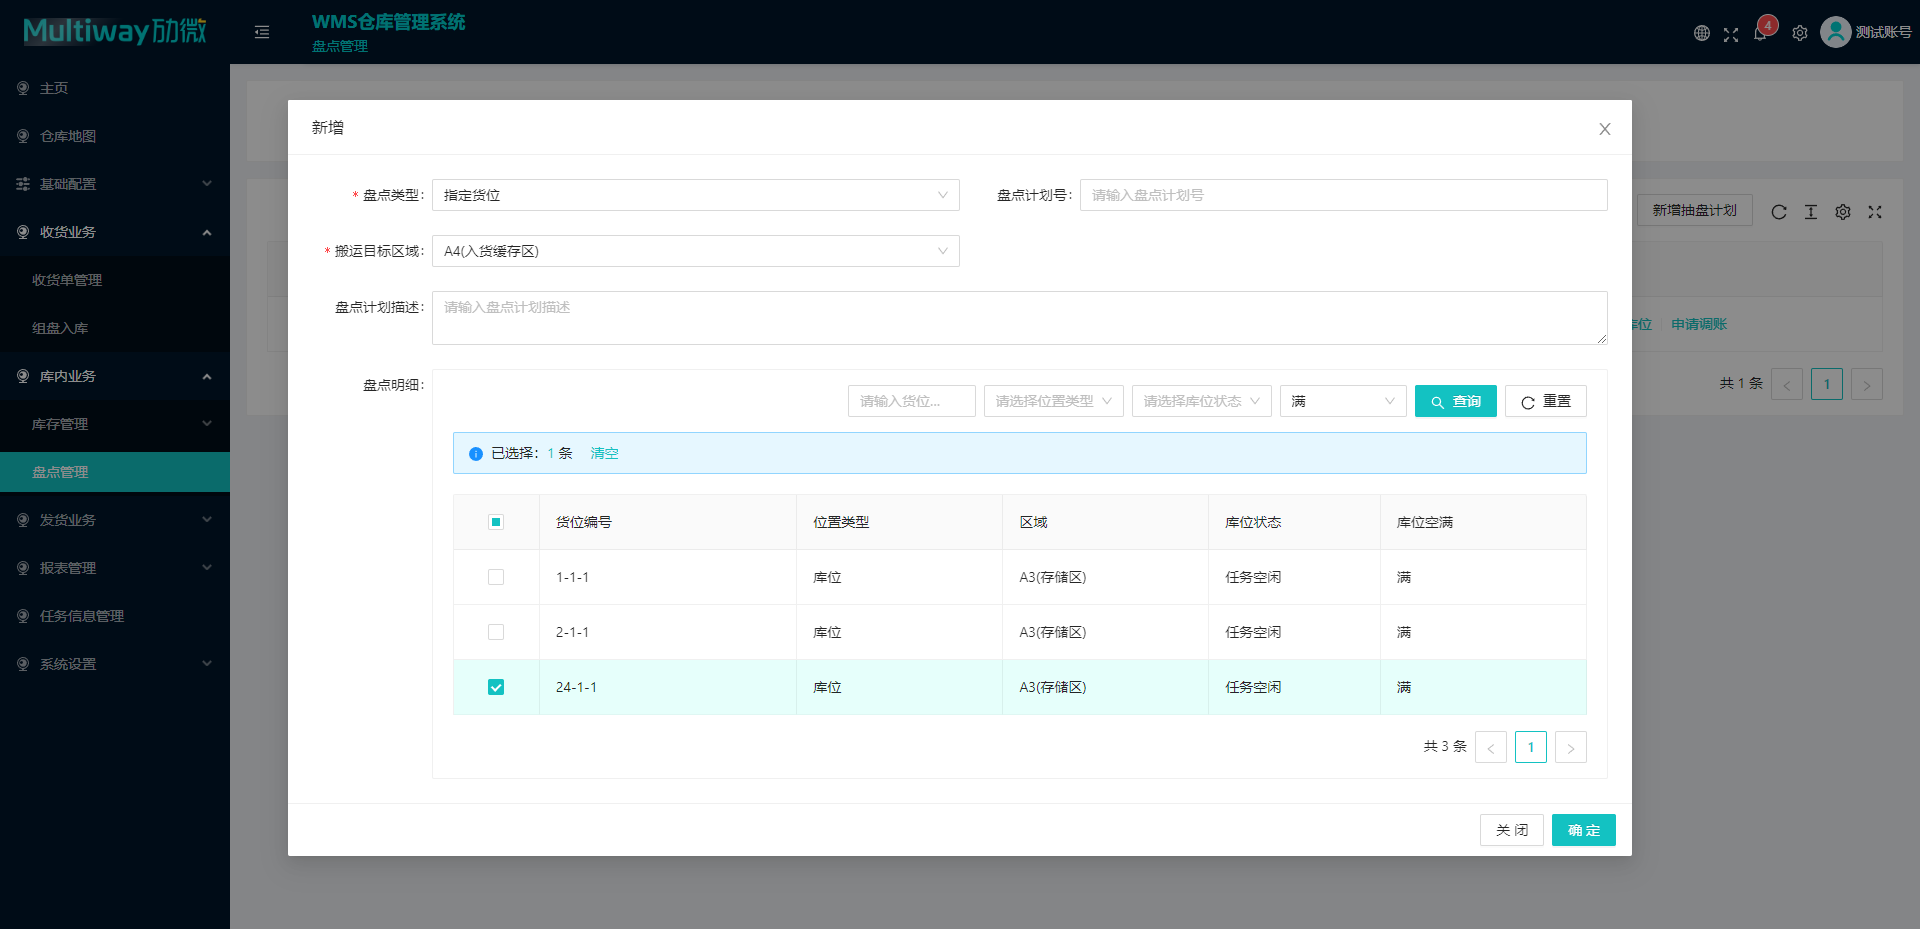 Multiway劢微
WMS仓库管理系统
盘点管理
4
测试账号
主页
仓库地图
基础配置
收货业务
收货单管理
组盘入库
库内业务
库存管理
盘点管理
发货业务
报表管理
任务信息管理
系统设置
新增抽盘计划
库位
申请调账
共 1 条
<
1
>
新增
* 盘点类型:
指定货位
盘点计划号:
请输入盘点计划号
* 搬运目标区域:
A4(入货缓存区)
盘点计划描述:
请输入盘点计划描述
盘点明细:
请输入货位...
请选择位置类型
请选择库位状态
满
查询
重置
已选择: 1 条 清空
货位编号 位置类型 区域 库位状态 库位空满
1-1-1 库位 A3(存储区) 任务空闲 满
2-1-1 库位 A3(存储区) 任务空闲 满
24-1-1 库位 A3(存储区) 任务空闲 满
共 3 条
<
1
>
关 闭
确 定